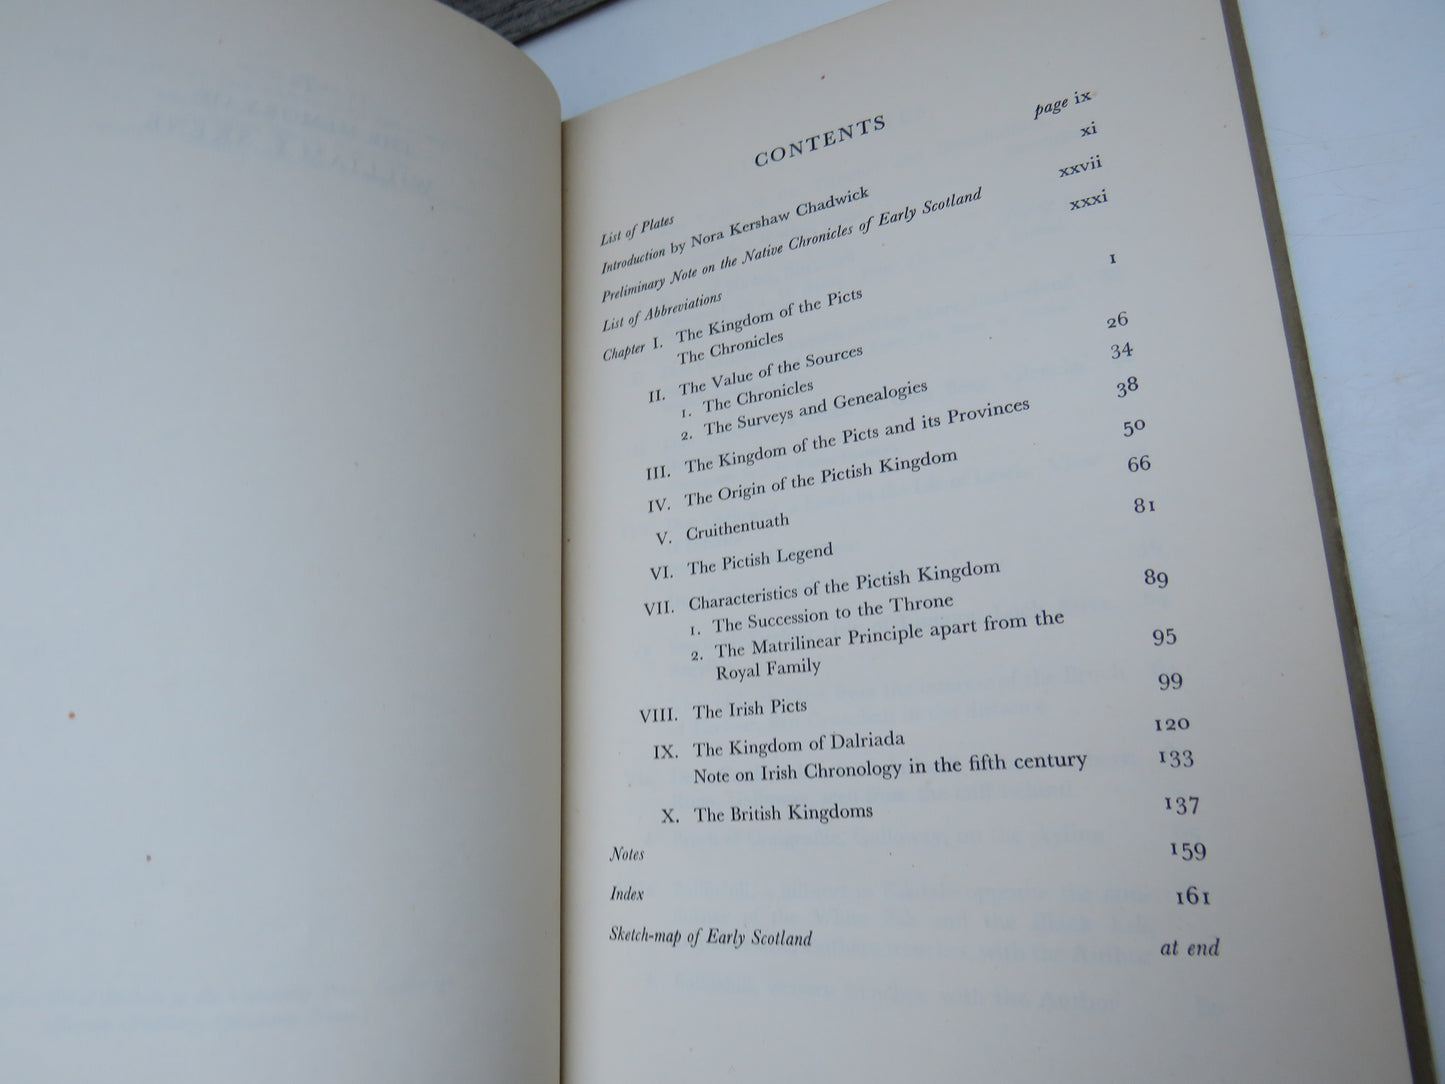 CONTENTS
List of Plates page ix
Introduction by Nora Kershaw Chadwick xi
Preliminary Note on the Native Chronicles of Early Scotland xxvii
List of Abbreviations xxxi
Chapter I. The Kingdom of the Picts
The Chronicles 1
II. The Value of the Sources
1. The Chronicles 26
2. The Surveys and Genealogies 34
III. The Kingdom of the Picts and its Provinces 38
IV. The Origin of the Pictish Kingdom 50
V. Cruithentuath 66
VI. The Pictish Legend 81
VII. Characteristics of the Pictish Kingdom
1. The Succession to the Throne 89
2. The Matrilinear Principle apart from the
Royal Family 95
VIII. The Irish Picts 99
IX. The Kingdom of Dalriada 120
Note on Irish Chronology in the fifth century 133
X. The British Kingdoms 137
Notes 159
Index 161
Sketch-map of Early Scotland at end